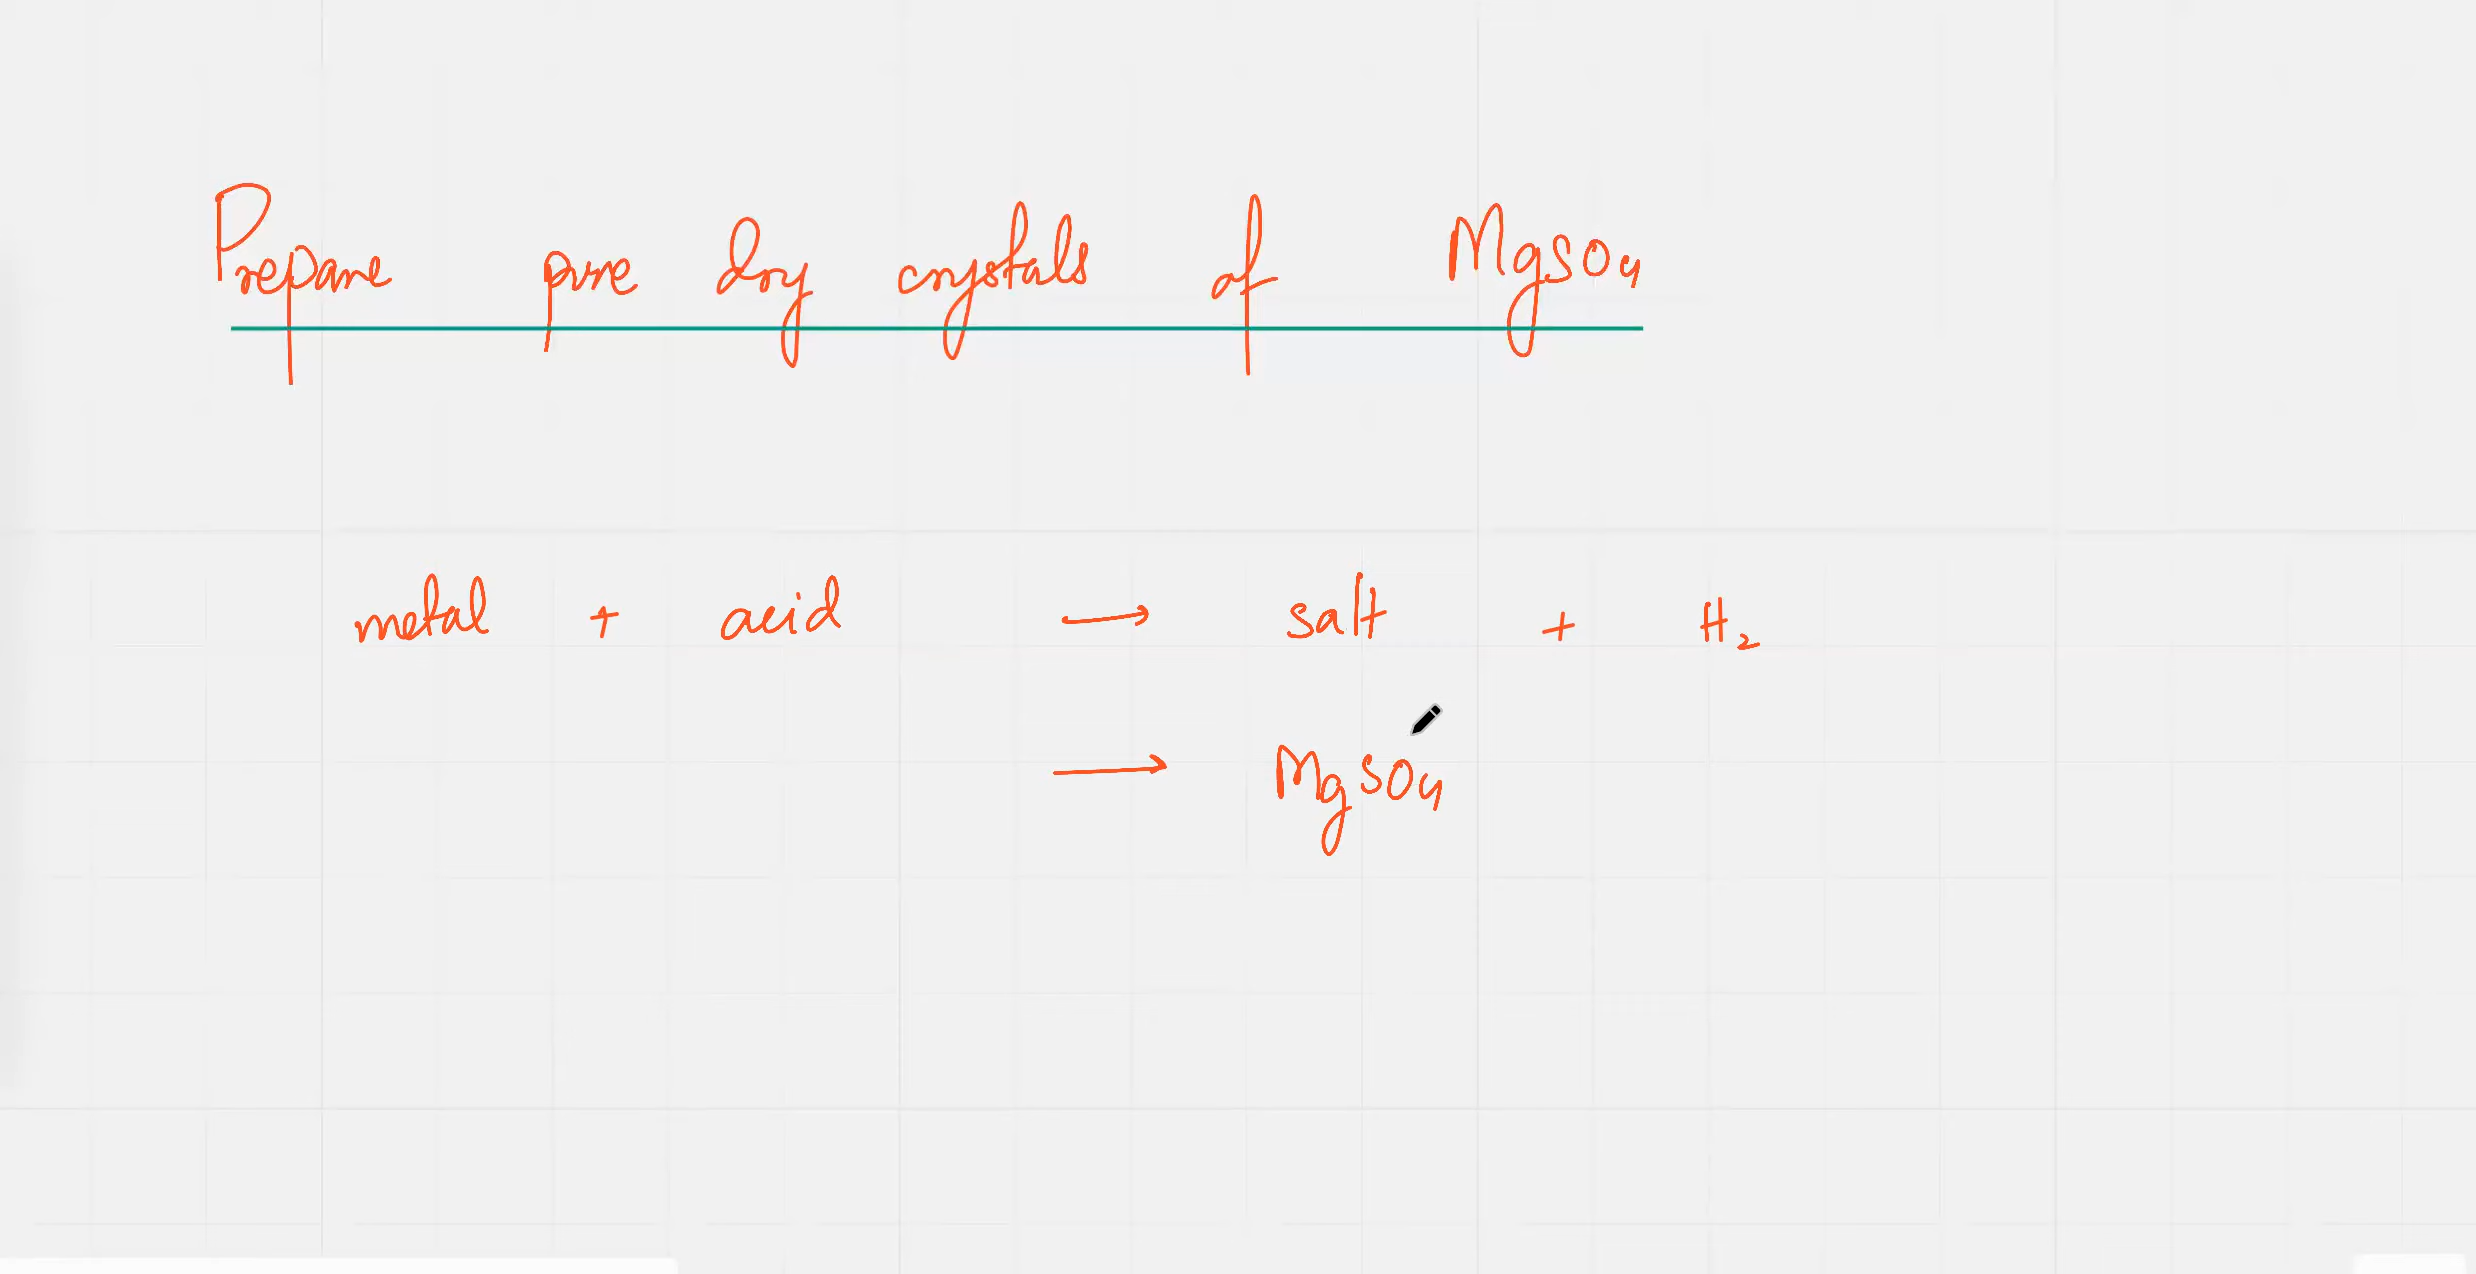 Prepare pure dry crystals of MgSO₄
metal + acid → salt + H₂
→ MgSO₄